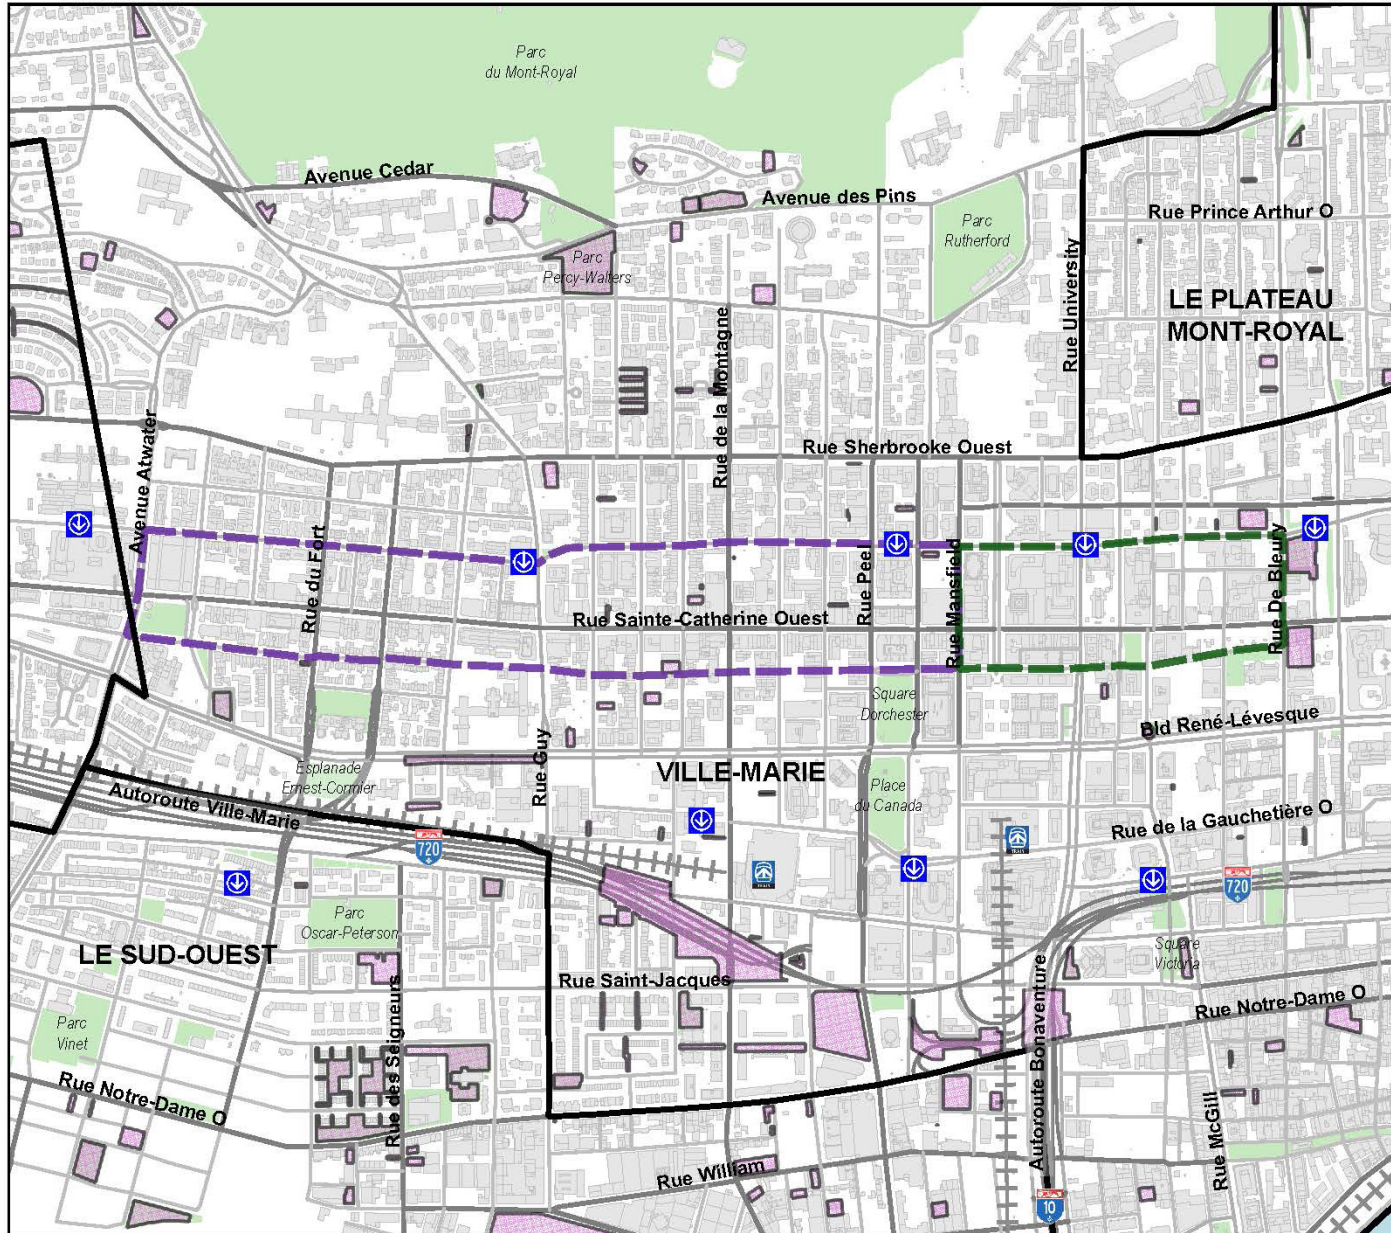 Parc
du Mont-Royal
Avenue Cedar
Avenue des Pins
Parc
Rutherford
Rue Prince Arthur O
Parc
Percy-Walters
Rue University
LE PLATEAU
MONT-ROYAL
Rue de la Montagne
Avenue Atwater
Rue Sherbrooke Ouest
Rue du Fort
Rue Peel
Rue Mansfield
Rue De Bleury
Rue Sainte-Catherine Ouest
Square
Dorchester
Bld René-Lévesque
Rue Guy
Esplanade
Ernest-Cormier
VILLE-MARIE
Place
du Canada
Autoroute Ville-Marie
Rue de la Gauchetière O
720
TRAIN
TRAIN
720
Parc
Oscar-Peterson
LE SUD-OUEST
Square
Victoria
Rue Saint-Jacques
Rue des Seigneurs
Autoroute Bonaventure
Rue Notre-Dame O
Parc
Vinet
Rue Notre-Dame O
Rue William
Rue McGill
10